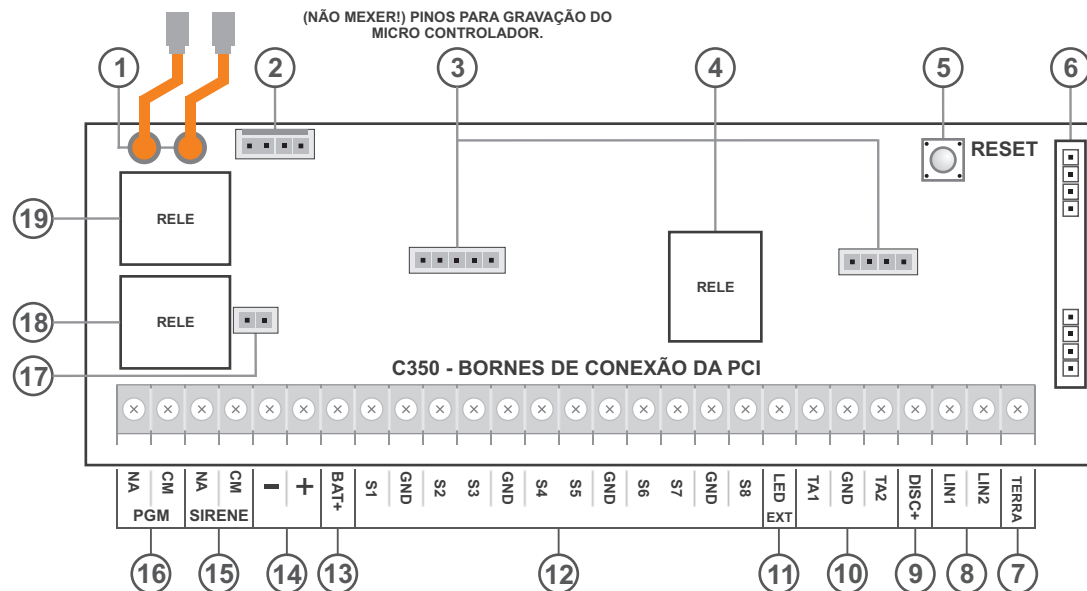 (NÃO MEXER!) PINOS PARA GRAVAÇÃO DO
MICRO CONTROLADOR.
1 2 3 4 5 6
RESET
19 RELE
RELE
18 RELE
17
C350 - BORNES DE CONEXÃO DA PCI
NA CM NA CM - + BAT+ S1 GND S2 S3 GND S4 S5 GND S6 S7 GND S8 LED TA1 GND TA2 DISC+ LIN1 LIN2 TERRA
PGM SIRENE EXT
16 15 14 13 12 11 10 9 8 7